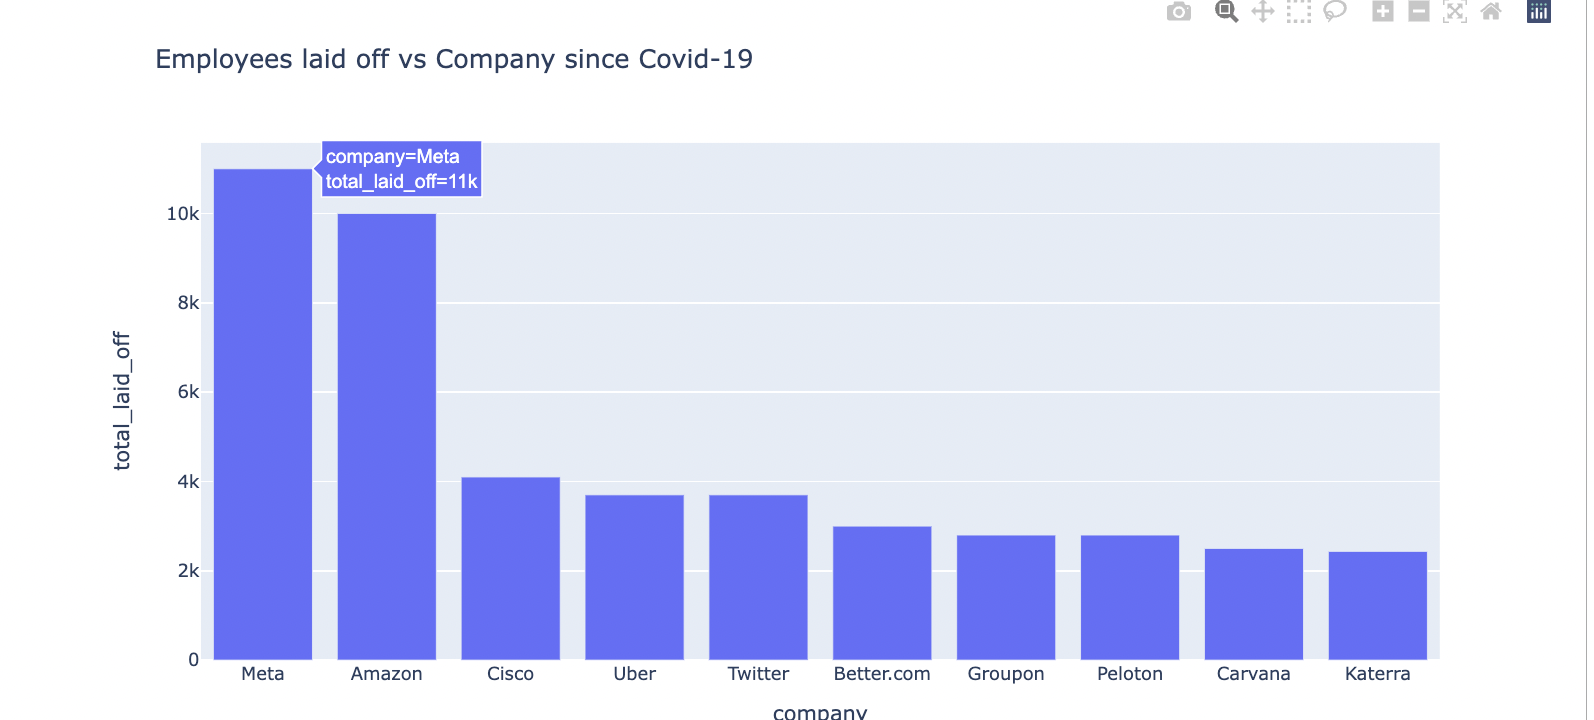 Employees laid off vs Company since Covid-19
company=Meta
total_laid_off=11k
10k
8k
6k
4k
2k
0
total_laid_off
Meta Amazon Cisco Uber Twitter Better.com Groupon Peloton Carvana Katerra
company